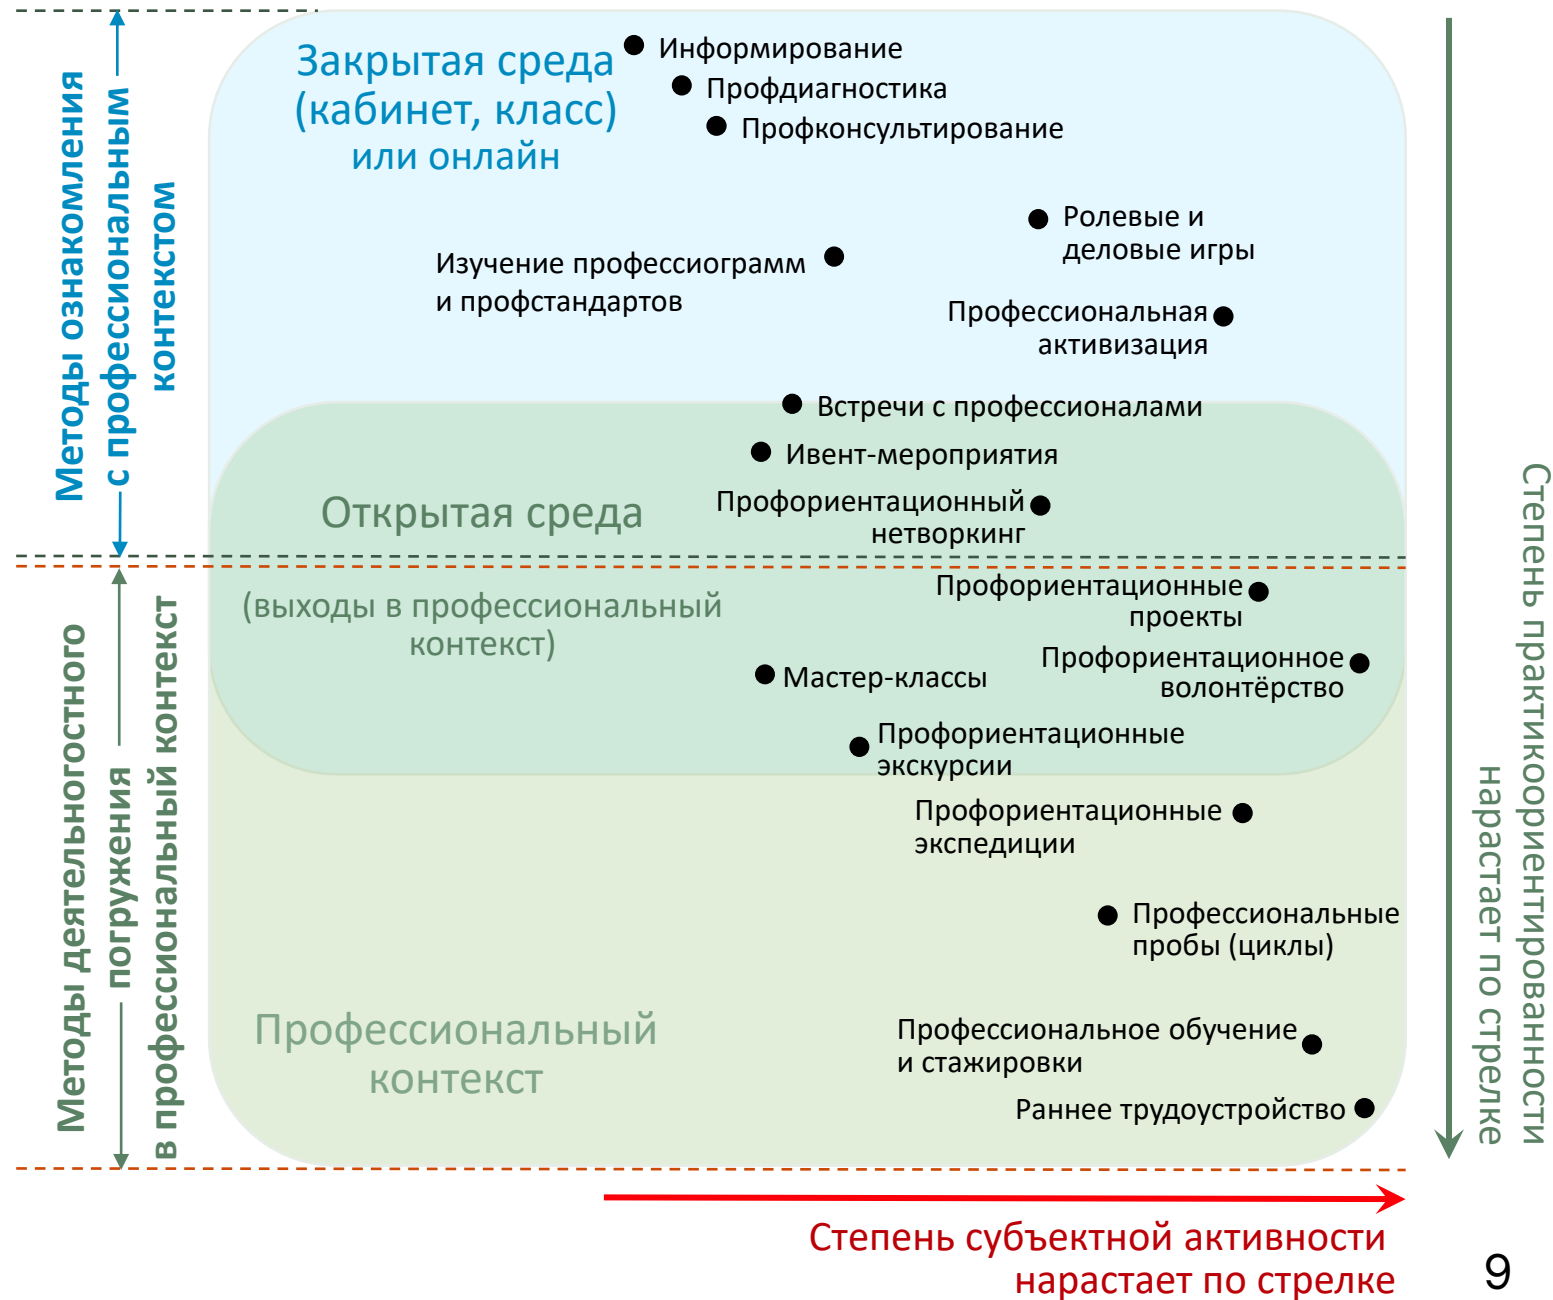 Методы ознакомления
с профессиональным
контекстом
Закрытая среда
(кабинет, класс)
или онлайн
Информирование
Профдиагностика
Профконсультирование
Ролевые и
деловые игры
Изучение профессиограмм
и профстандартов
Профессиональная
активизация
Встречи с профессионалами
Ивент-мероприятия
Открытая среда
Профориентационный
нетворкинг
(выходы в профессиональный
контекст)
Профориентационные
проекты
Профориентационное
волонтёрство
Мастер-классы
Профориентационные
экскурсии
Методы деятельногостного
погружения
в профессиональный контекст
Профориентационные
экспедиции
Профессиональные
пробы (циклы)
Профессиональный
контекст
Профессиональное обучение
и стажировки
Раннее трудоустройство
Степень практикоориентированности
нарастает по стрелке
Степень субъектной активности
нарастает по стрелке
9